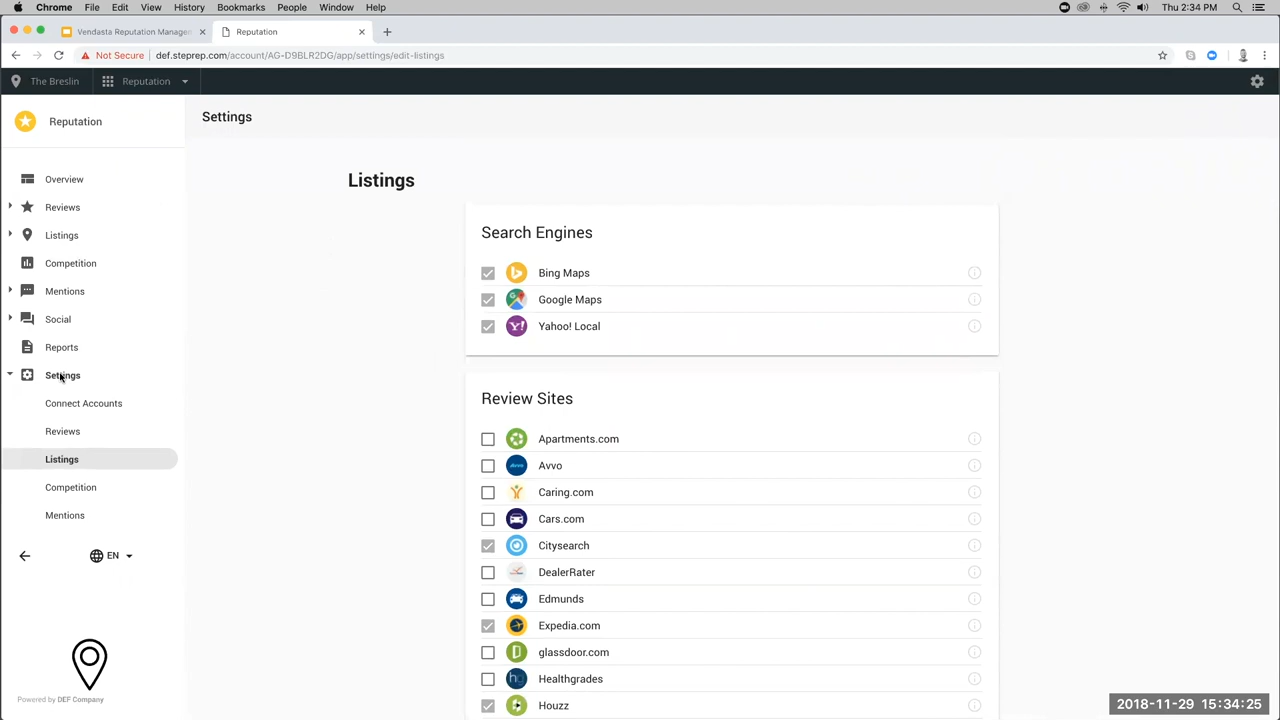 Chrome File Edit View History Bookmarks People Window Help Thu 2:34 PM
Vendasta Reputation Manage Reputation
Not Secure def.steprep.com/account/AG-D9BLR2DG/app/settings/edit-listings
The Breslin Reputation
Reputation
Settings
Overview
Reviews
Listings
Competition
Mentions
Social
Reports
Settings
Connect Accounts
Reviews
Listings
Competition
Mentions
EN
Powered by DEF Company
Listings
Search Engines
Bing Maps
Google Maps
Yahoo! Local
Review Sites
Apartments.com
Avvo
Caring.com
Cars.com
Citysearch
DealerRater
Edmunds
Expedia.com
glassdoor.com
Healthgrades
Houzz
2018-11-29 15:34:25